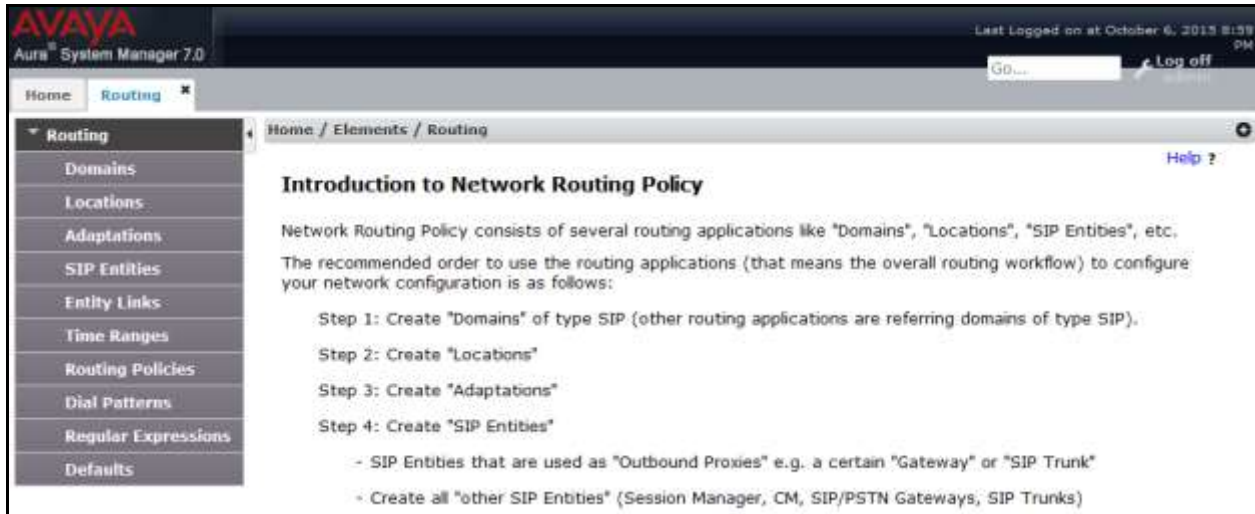 AVAYA
Aura® System Manager 7.0
Last Logged on at October 6, 2015 8:59
PM
Go...
Log off
admin
Home
Routing ✖
Routing
Domains
Locations
Adaptations
SIP Entities
Entity Links
Time Ranges
Routing Policies
Dial Patterns
Regular Expressions
Defaults
Home / Elements / Routing
Help ?
Introduction to Network Routing Policy
Network Routing Policy consists of several routing applications like "Domains", "Locations", "SIP Entities", etc.
The recommended order to use the routing applications (that means the overall routing workflow) to configure
your network configuration is as follows:
Step 1: Create "Domains" of type SIP (other routing applications are referring domains of type SIP).
Step 2: Create "Locations"
Step 3: Create "Adaptations"
Step 4: Create "SIP Entities"
- SIP Entities that are used as "Outbound Proxies" e.g. a certain "Gateway" or "SIP Trunk"
- Create all "other SIP Entities" (Session Manager, CM, SIP/PSTN Gateways, SIP Trunks)